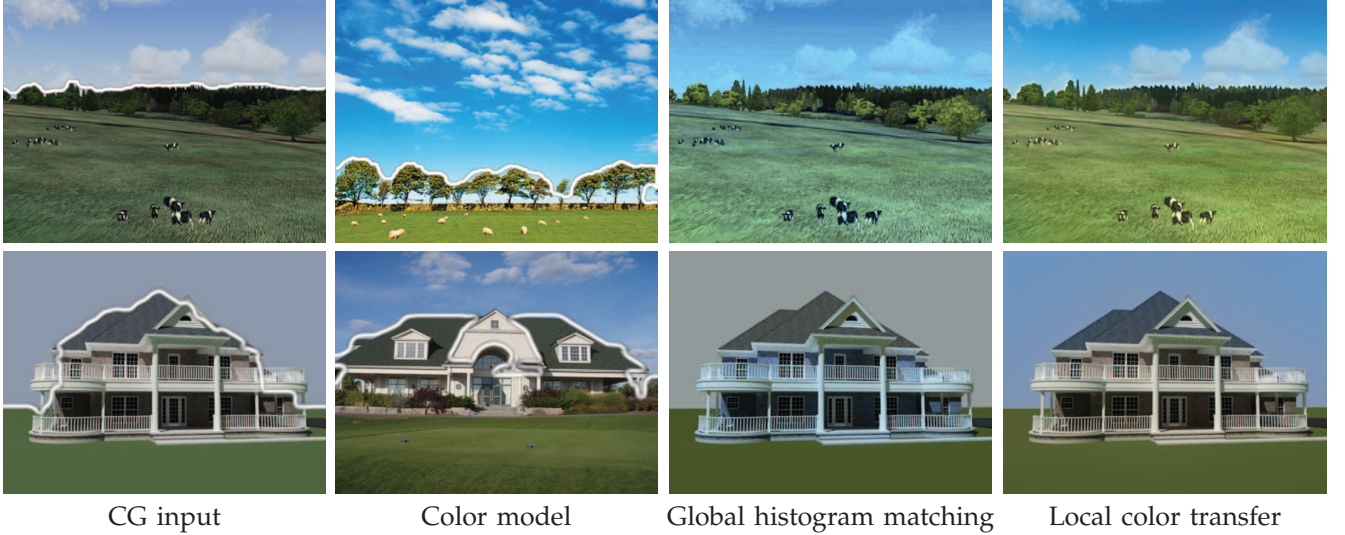 CG input
Color model
Global histogram matching
Local color transfer